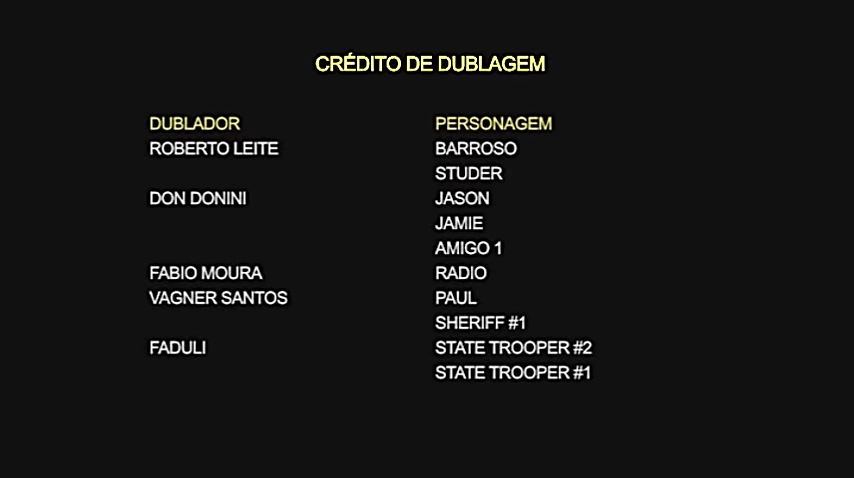 CRÉDITO DE DUBLAGEM
DUBLADOR PERSONAGEM
ROBERTO LEITE BARROSO
STUDER
DON DONINI JASON
JAMIE
AMIGO 1
FABIO MOURA RADIO
VAGNER SANTOS PAUL
SHERIFF #1
FADULI STATE TROOPER #2
STATE TROOPER #1